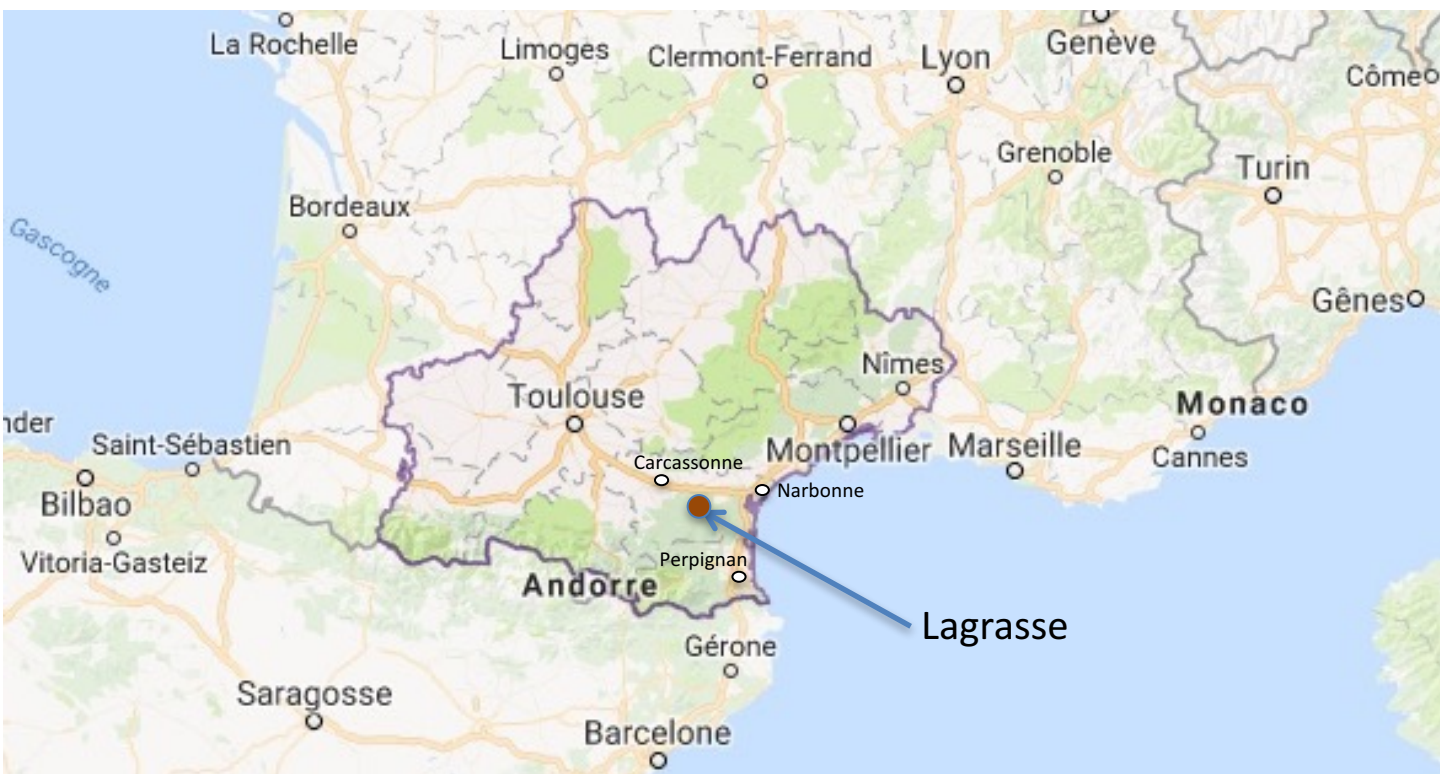 La Rochelle
Limoges
Clermont-Ferrand
Lyon
Genève
Côme
Grenoble
Turin
Bordeaux
Gascogne
Gênes
Nîmes
Toulouse
Monaco
nder
Saint-Sébastien
Montpellier
Marseille
Cannes
Carcassonne
Narbonne
Bilbao
Vitoria-Gasteiz
Perpignan
Andorre
Lagrasse
Gérone
Saragosse
Barcelone